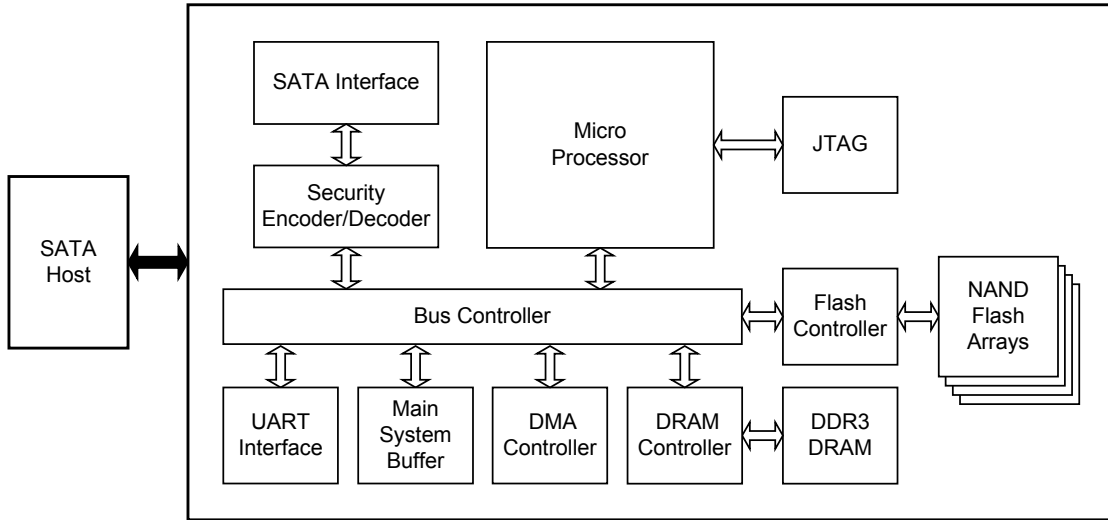 SATA Interface
Micro
Processor
JTAG
Security
Encoder/Decoder
SATA
Host
Bus Controller
Flash
Controller
NAND
Flash
Arrays
UART
Interface
Main
System
Buffer
DMA
Controller
DRAM
Controller
DDR3
DRAM